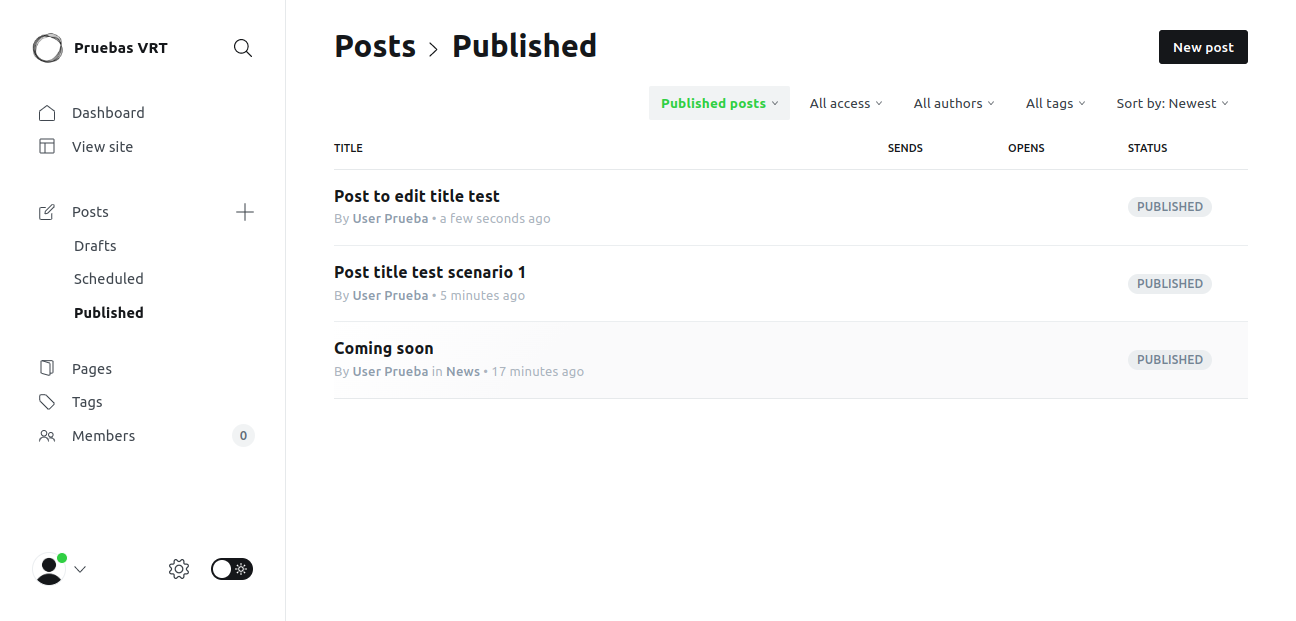 Pruebas VRT
Dashboard
View site
Posts
Drafts
Scheduled
Published
Pages
Tags
Members 0
Posts > Published
New post
Published posts All access All authors All tags Sort by: Newest
TITLE SENDS OPENS STATUS
Post to edit title test
By User Prueba • a few seconds ago
PUBLISHED
Post title test scenario 1
By User Prueba • 5 minutes ago
PUBLISHED
Coming soon
By User Prueba in News • 17 minutes ago
PUBLISHED